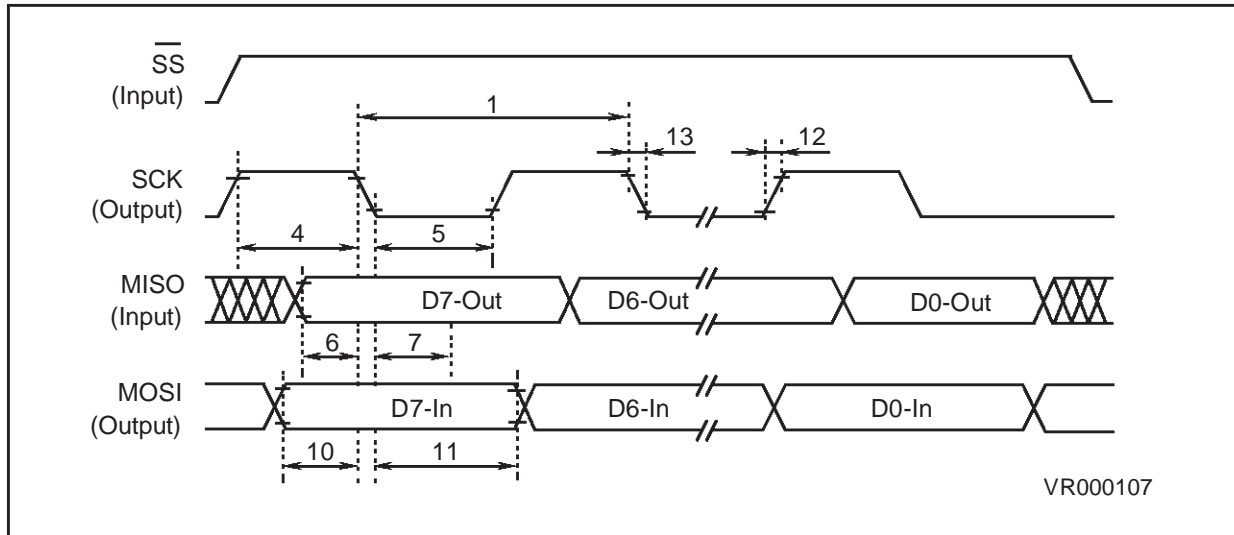 SS
(Input)
1
13
12
SCK
(Output)
4
5
MISO
(Input)
D7-Out
D6-Out
D0-Out
6
7
MOSI
(Output)
D7-In
D6-In
D0-In
10
11
VR000107